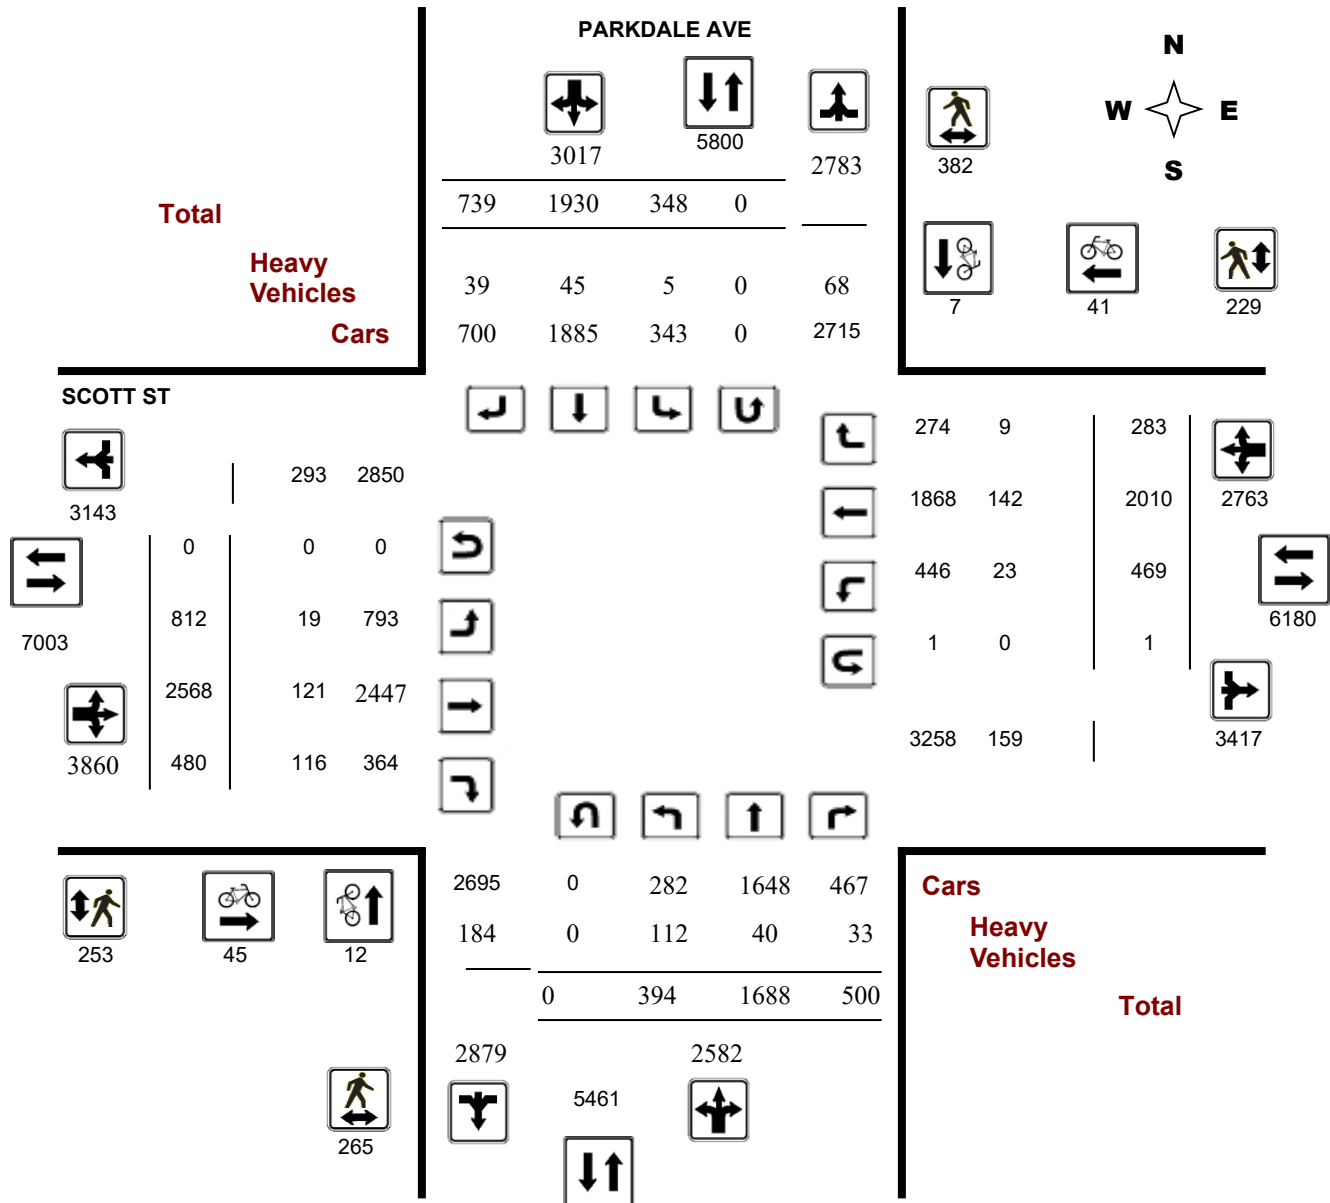 PARKDALE AVE
N
W E
S
3017
5800
2783
382
739 1930 348 0
Total
Heavy
Vehicles
39 45 5 0 68
Cars
700 1885 343 0 2715
7
41
229
SCOTT ST
274 9 283
293 2850
3143
1868 142 2010 2763
0 0 0
446 23 469
812 19 793
7003
6180
1 0 1
2568 121 2447
3258 159 3417
3860 480 116 364
2695 0 282 1648 467
Cars
184 0 112 40 33
Heavy
Vehicles
253
45
12
0 394 1688 500
Total
2879
2582
5461
265